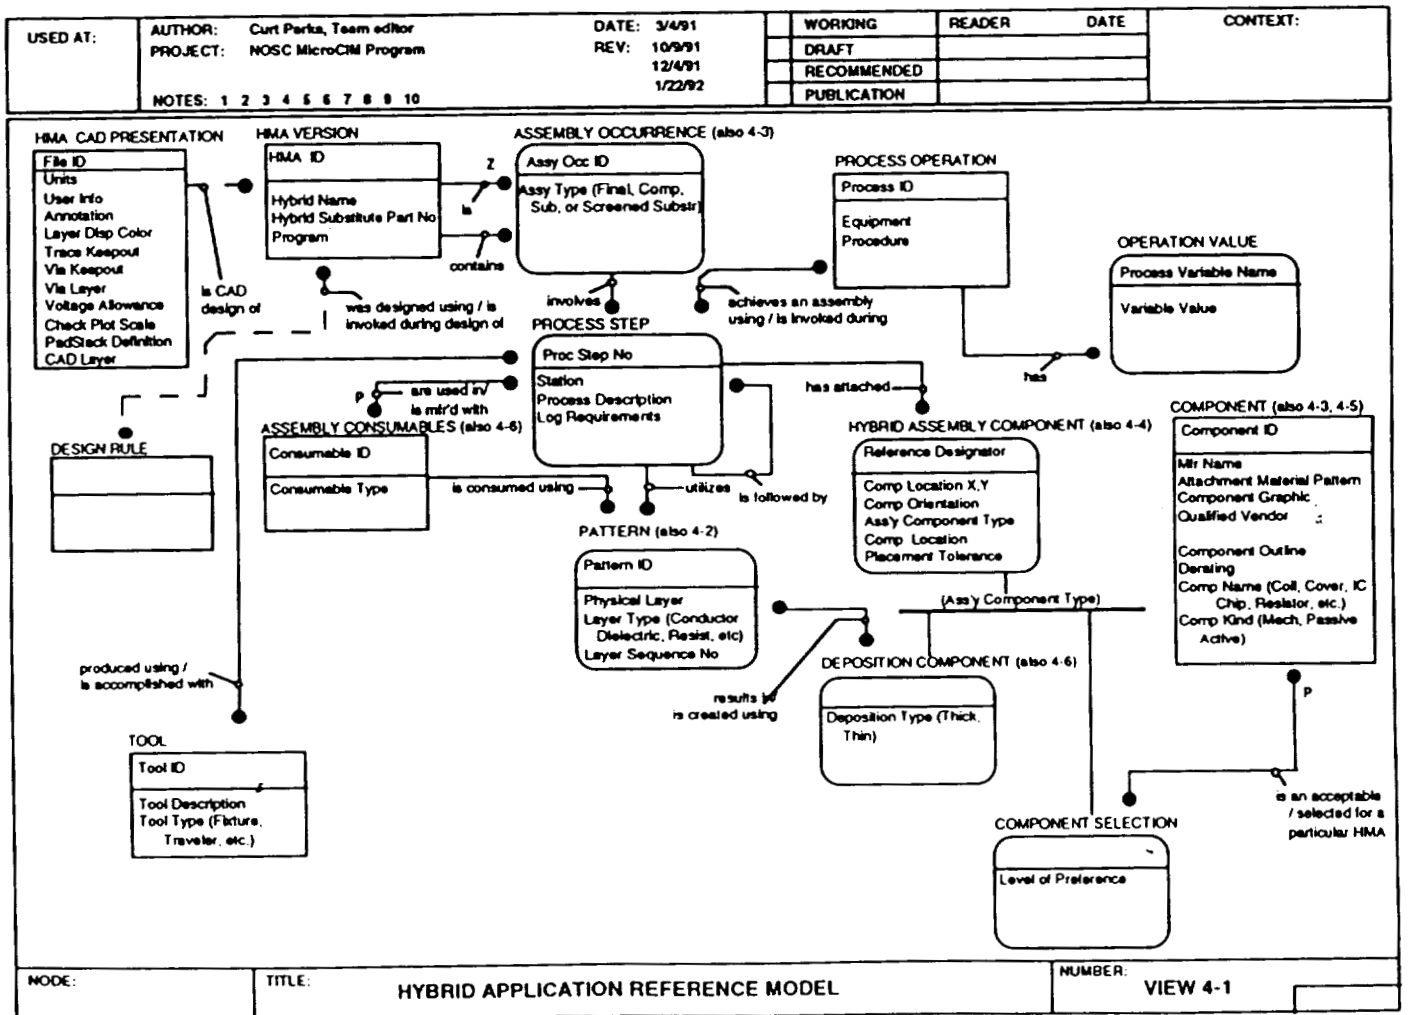 USED AT:
AUTHOR: Curt Parks, Team editor
PROJECT: NOSC MicroCIM Program
NOTES: 1 2 3 4 5 6 7 8 9 10
DATE: 3/4/91
REV: 10/9/91
12/4/91
1/22/92
WORKING
DRAFT
RECOMMENDED
PUBLICATION
READER DATE
CONTEXT:
HMA CAD PRESENTATION
File ID
Units
User Info
Annotation
Layer Disp Color
Trace Keepout
Via Keepout
Via Layer
Voltage Allowance
Check Plot Scale
PadStack Definition
CAD Layer
is CAD
design of
HMA VERSION
HMA ID
Hybrid Name
Hybrid Substitute Part No
Program
Z
is
contains
was designed using / is
invoked during design of
ASSEMBLY OCCURRENCE (also 4-3)
Assy Occ ID
Assy Type (Final, Comp,
Sub, or Screened Substr)
involves
PROCESS OPERATION
Process ID
Equipment
Procedure
achieves an assembly
using / is invoked during
OPERATION VALUE
Process Variable Name
Variable Value
has
PROCESS STEP
Proc Step No
Station
Process Description
Log Requirements
has attached
P
are used in/
is mfr'd with
ASSEMBLY CONSUMABLES (also 4-6)
Consumable ID
Consumable Type
is consumed using
utilizes
is followed by
DESIGN RULE
HYBRID ASSEMBLY COMPONENT (also 4-4)
Reference Designator
Comp Location X,Y
Comp Orientation
Ass'y Component Type
Comp Location
Placement Tolerance
(Ass'y Component Type)
COMPONENT (also 4-3, 4-5)
Component ID
Mfr Name
Attachment Material Pattern
Component Graphic
Qualified Vendor
Component Outline
Derating
Comp Name (Coil, Cover, IC
Chip, Resistor, etc.)
Comp Kind (Mech, Passive
Active)
P
is an acceptable
/ selected for a
particular HMA
PATTERN (also 4-2)
Pattern ID
Physical Layer
Layer Type (Conductor
Dielectric, Resist, etc)
Layer Sequence No
results in/
is created using
DEPOSITION COMPONENT (also 4-6)
Deposition Type (Thick,
Thin)
produced using /
is accomplished with
TOOL
Tool ID
Tool Description
Tool Type (Fixture,
Traveler, etc.)
COMPONENT SELECTION
Level of Preference
NODE:
TITLE:
HYBRID APPLICATION REFERENCE MODEL
NUMBER:
VIEW 4-1